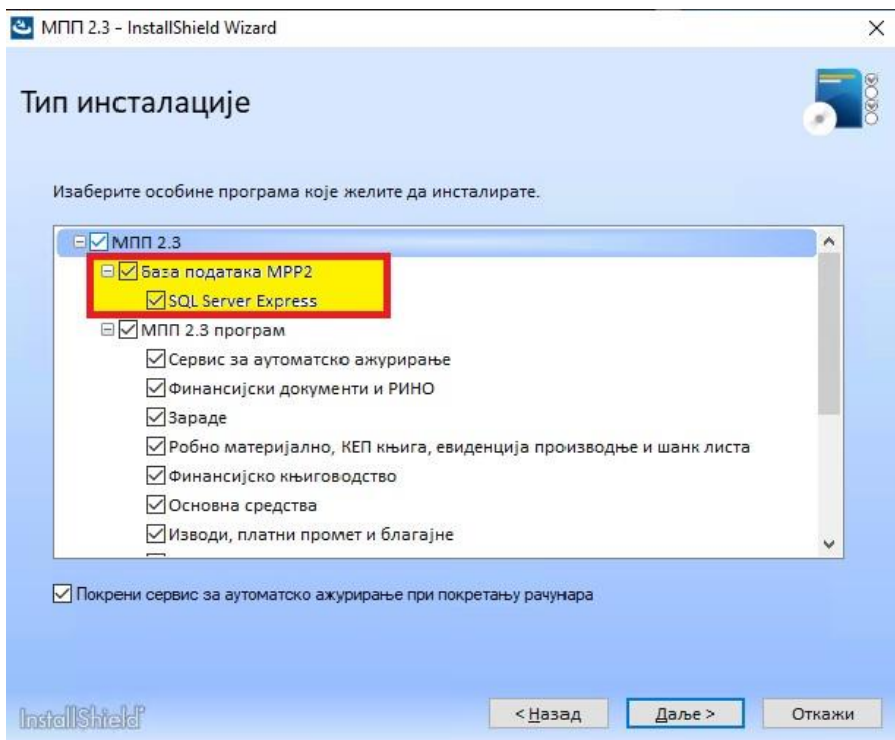 МПП 2.3 - InstallShield Wizard
Тип инсталације
Изаберите особине програма које желите да инсталирате.
МПП 2.3
База података MPP2
SQL Server Express
МПП 2.3 програм
Сервис за аутоматско ажурирање
Финансијски документи и РИНО
Зараде
Робно материјално, КЕП књига, евиденција производње и шанк листа
Финансијско књиговодство
Основна средства
Изводи, платни промет и благајне
Покрени сервис за аутоматско ажурирање при покретању рачунара
InstallShield
< Назад Даље > Откажи